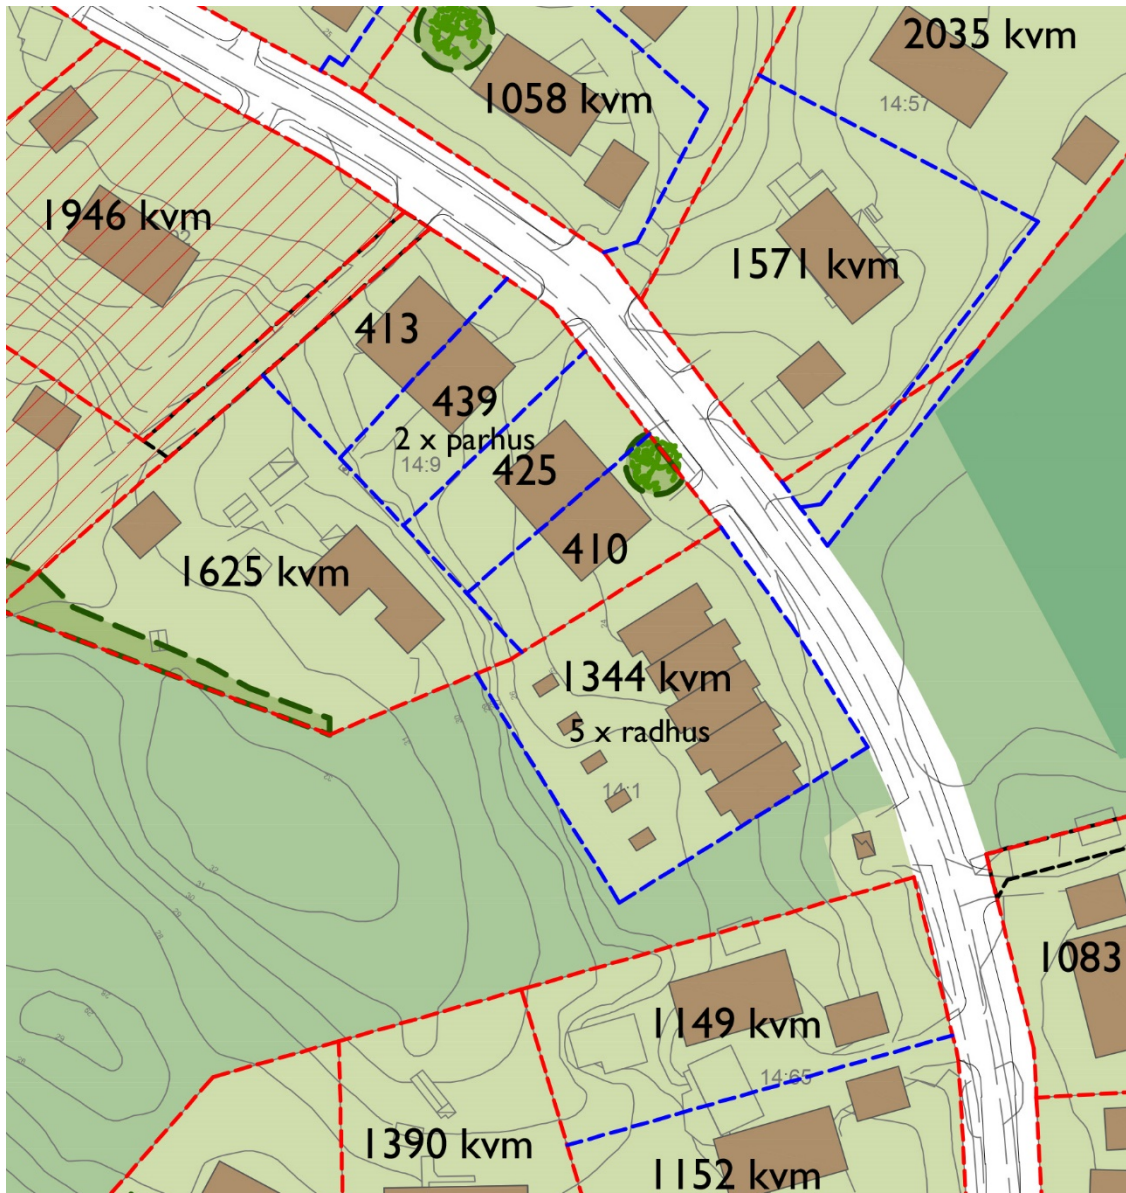 2035 kvm
1058 kvm
14:57
1946 kvm
1571 kvm
413
439
2 x parhus
14:9
425
410
1625 kvm
1344 kvm
5 x radhus
14:1
1083
1149 kvm
14:65
1390 kvm
1152 kvm